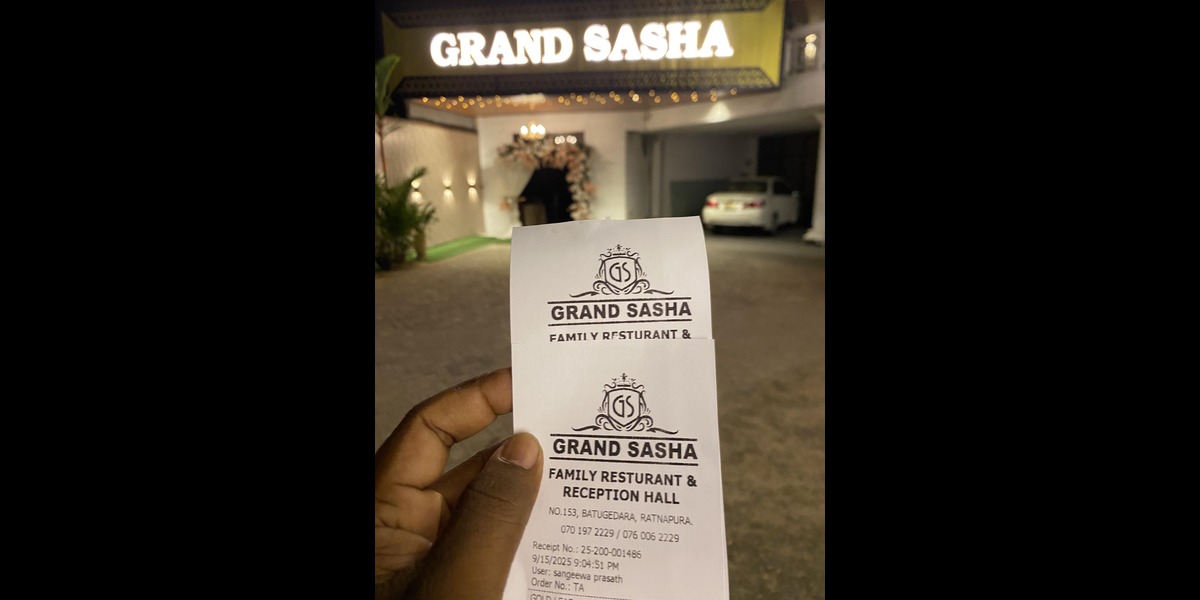 GRAND SASHA
GS
GRAND SASHA
FAMILY RESTURANT &
GS
GRAND SASHA
FAMILY RESTURANT &
RECEPTION HALL
NO.153, BATUGEDARA, RATNAPURA.
070 197 2229 / 076 006 2229
Receipt No.: 25-200-001486
9/15/2025 9:04:51 PM
User: sangeewa prasath
Order No.: TA